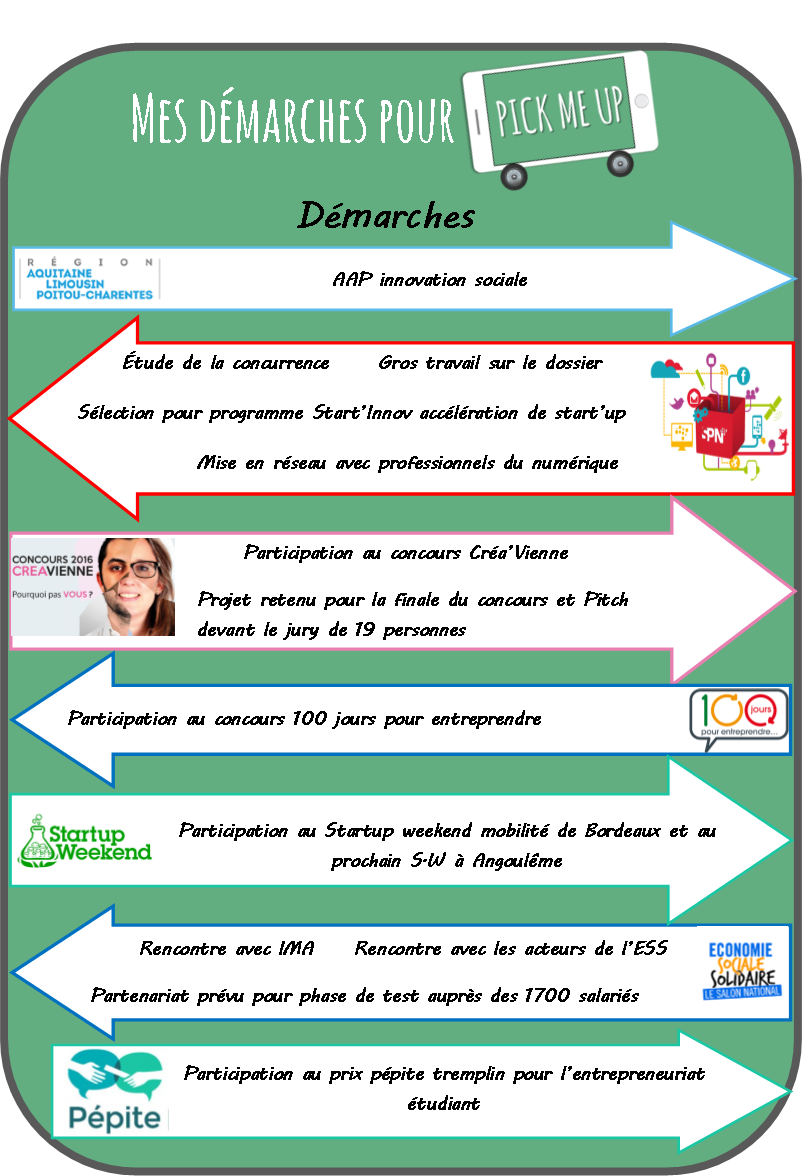 MES DÉMARCHES POUR PICK ME UP
Démarches
RÉGION
AQUITAINE
LIMOUSIN
POITOU-CHARENTES
AAP innovation sociale
Étude de la concurrence Gros travail sur le dossier
Sélection pour programme Start'Innov accélération de start'up
Mise en réseau avec professionnels du numérique
SPN
CONCOURS 2016
CREAVIENNE
Pourquoi pas VOUS ?
Participation au concours Créa'Vienne
Projet retenu pour la finale du concours et Pitch
devant le jury de 19 personnes
Participation au concours 100 jours pour entreprendre
100 jours
pour entreprendre...
Startup
Weekend
Participation au Startup weekend mobilité de Bordeaux et au
prochain S-W à Angoulême
Rencontre avec IMA Rencontre avec les acteurs de l'ESS
Partenariat prévu pour phase de test auprès des 1700 salariés
ECONOMIE
SOCIALE
SOLIDAIRE
LE SALON NATIONAL
Pépite
Participation au prix pépite tremplin pour l'entrepreneuriat
étudiant